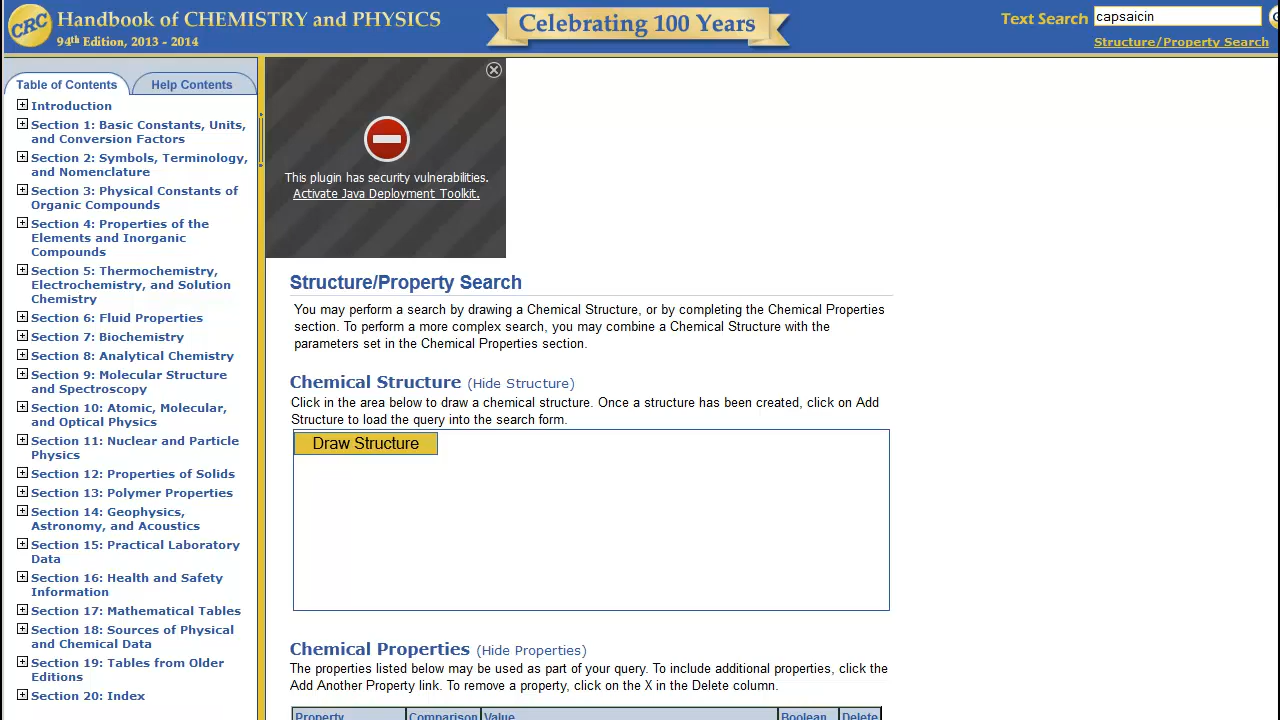 CRC
Handbook of CHEMISTRY and PHYSICS
94th Edition, 2013 - 2014
Celebrating 100 Years
Text Search capsaicin
Structure/Property Search
Table of Contents
Help Contents
Introduction
Section 1: Basic Constants, Units,
and Conversion Factors
Section 2: Symbols, Terminology,
and Nomenclature
Section 3: Physical Constants of
Organic Compounds
Section 4: Properties of the
Elements and Inorganic
Compounds
Section 5: Thermochemistry,
Electrochemistry, and Solution
Chemistry
Section 6: Fluid Properties
Section 7: Biochemistry
Section 8: Analytical Chemistry
Section 9: Molecular Structure
and Spectroscopy
Section 10: Atomic, Molecular,
and Optical Physics
Section 11: Nuclear and Particle
Physics
Section 12: Properties of Solids
Section 13: Polymer Properties
Section 14: Geophysics,
Astronomy, and Acoustics
Section 15: Practical Laboratory
Data
Section 16: Health and Safety
Information
Section 17: Mathematical Tables
Section 18: Sources of Physical
and Chemical Data
Section 19: Tables from Older
Editions
Section 20: Index
This plugin has security vulnerabilities.
Activate Java Deployment Toolkit.
Structure/Property Search
You may perform a search by drawing a Chemical Structure, or by completing the Chemical Properties
section. To perform a more complex search, you may combine a Chemical Structure with the
parameters set in the Chemical Properties section.
Chemical Structure (Hide Structure)
Click in the area below to draw a chemical structure. Once a structure has been created, click on Add
Structure to load the query into the search form.
Draw Structure
Chemical Properties (Hide Properties)
The properties listed below may be used as part of your query. To include additional properties, click the
Add Another Property link. To remove a property, click on the X in the Delete column.
Property Comparison Value Boolean Delete